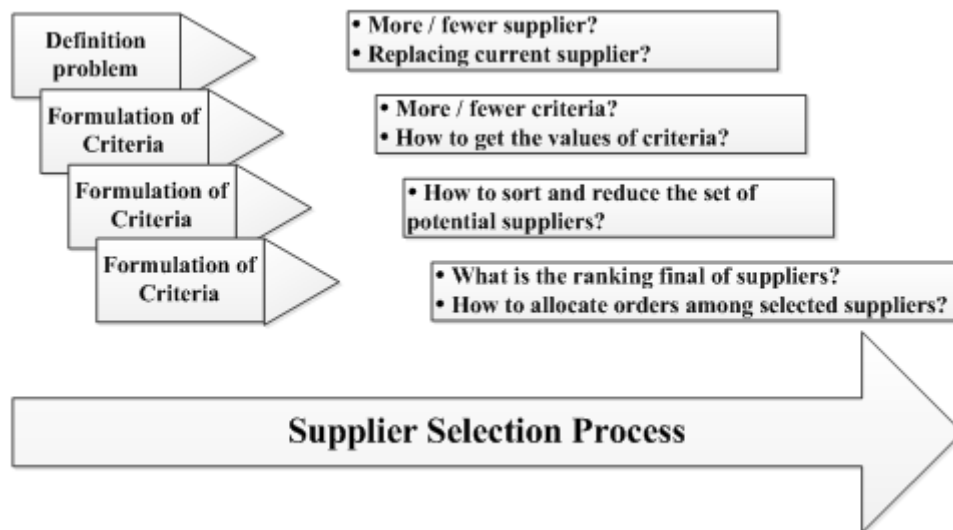 Definition
problem
• More / fewer supplier?
• Replacing current supplier?
Formulation of
Criteria
• More / fewer criteria?
• How to get the values of criteria?
Formulation of
Criteria
• How to sort and reduce the set of
potential suppliers?
Formulation of
Criteria
• What is the ranking final of suppliers?
• How to allocate orders among selected suppliers?
Supplier Selection Process